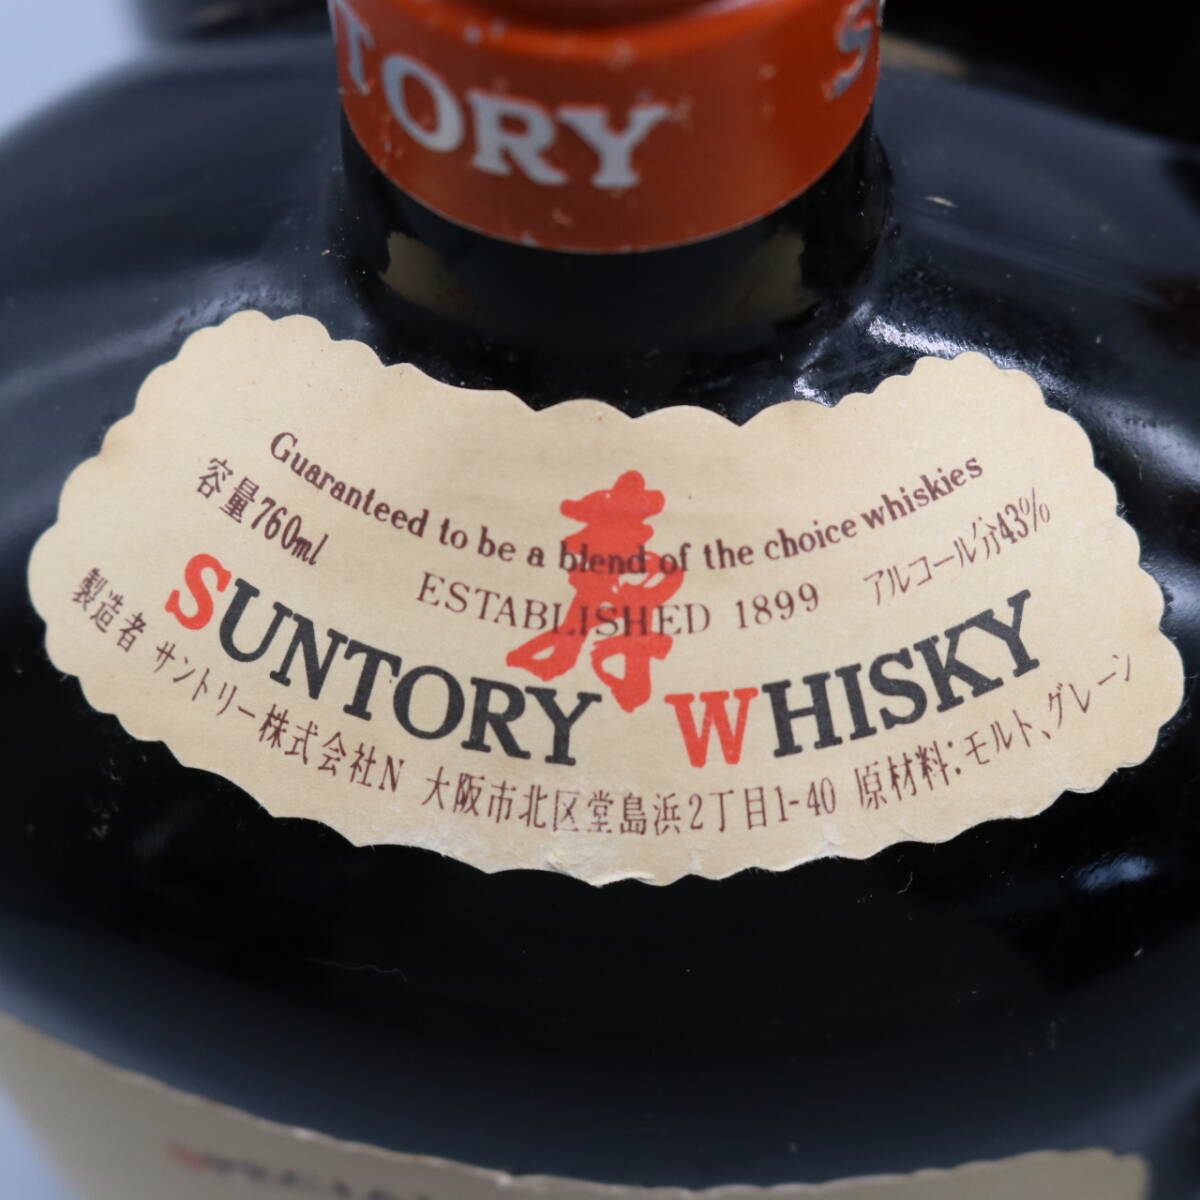 TORY S
Guaranteed to be a blend of the choice whiskies
寿
容量760ml
ESTABLISHED 1899
アルコール分43%
SUNTORY WHISKY
製造者 サントリー株式会社N 大阪市北区堂島浜2丁目1-40 原材料:モルト、グレーン